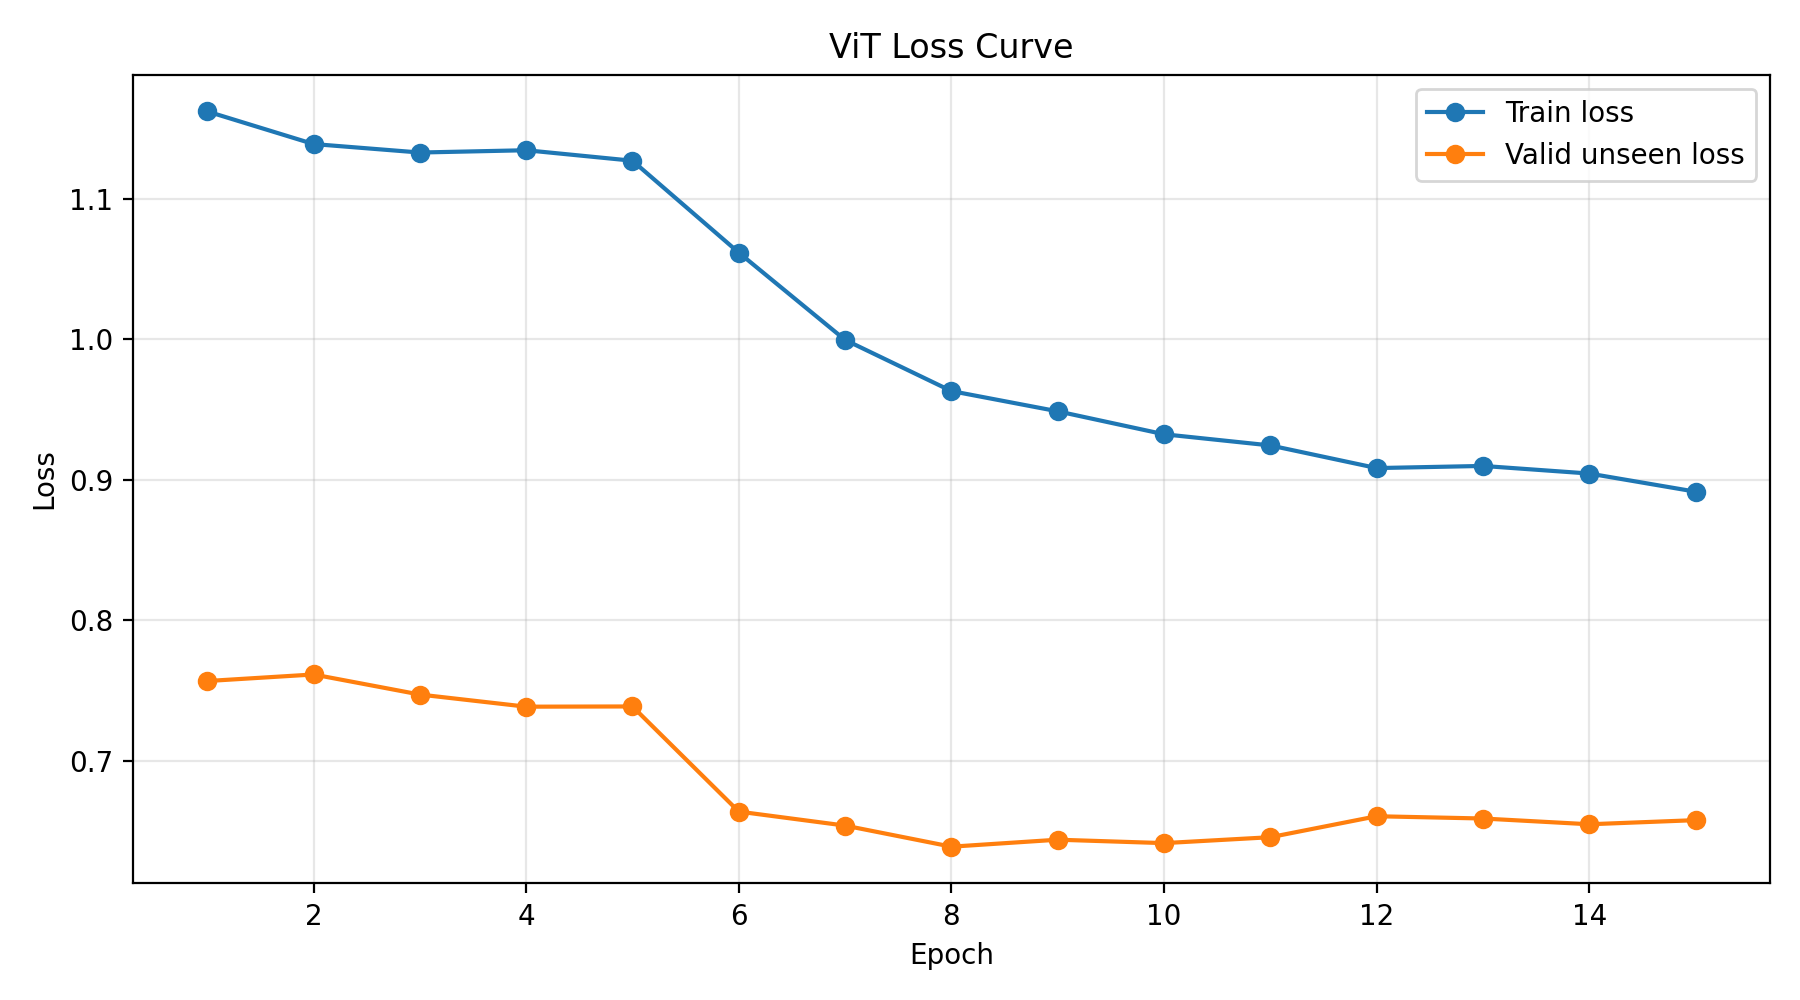 ViT Loss Curve
Train loss
Valid unseen loss
1.1
1.0
0.9
0.8
0.7
Loss
2 4 6 8 10 12 14
Epoch